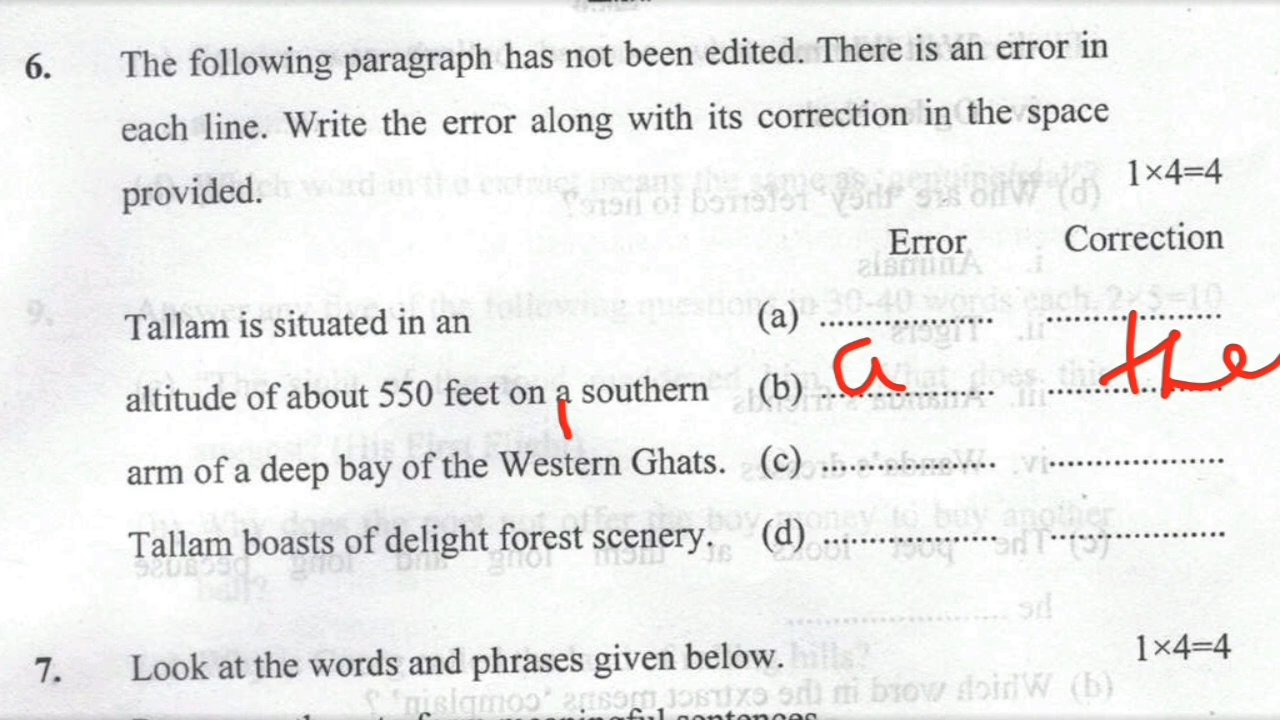 6. The following paragraph has not been edited. There is an error in
each line. Write the error along with its correction in the space
provided. 1×4=4
Error Correction
Tallam is situated in an (a) .................... ....................
altitude of about 550 feet on a southern (b) a the
arm of a deep bay of the Western Ghats. (c) .................... ....................
Tallam boasts of delight forest scenery. (d) .................... ....................
7. Look at the words and phrases given below. 1×4=4